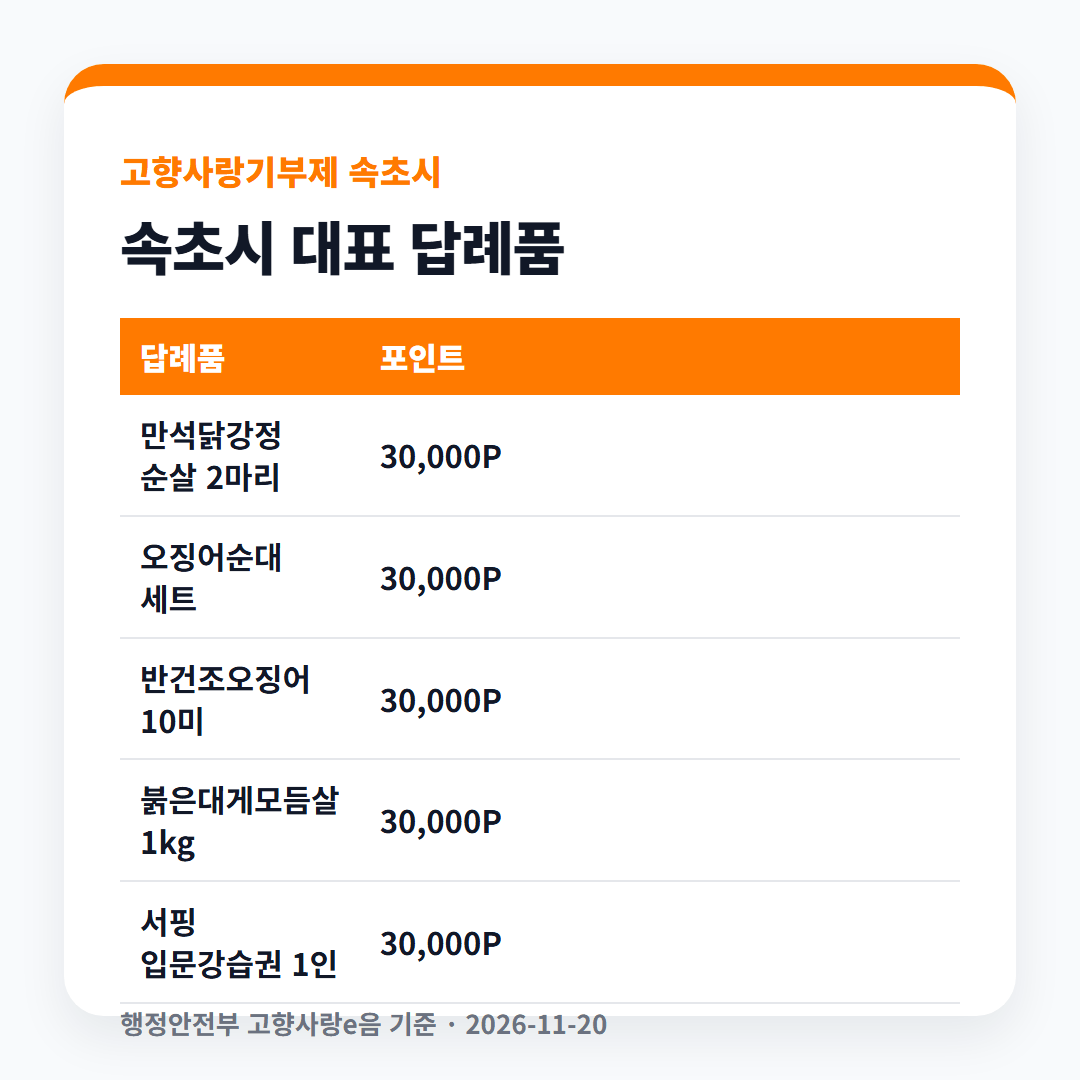 고향사랑기부제 속초시
속초시 대표 답례품
답례품 포인트
만석닭강정
순살 2마리
30,000P
오징어순대
세트
30,000P
반건조오징어
10미
30,000P
붉은대게모듬살
1kg
30,000P
서핑
입문강습권 1인
30,000P
행정안전부 고향사랑e음 기준 · 2026-11-20